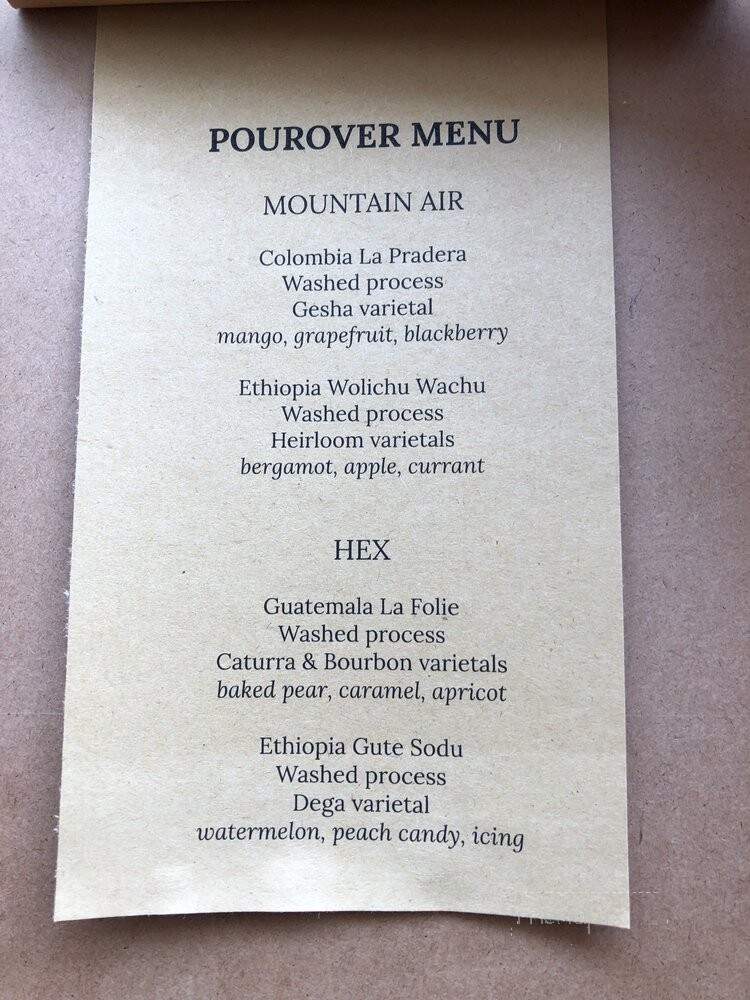 POUROVER MENU
MOUNTAIN AIR
Colombia La Pradera
Washed process
Gesha varietal
mango, grapefruit, blackberry
Ethiopia Wolichu Wachu
Washed process
Heirloom varietals
bergamot, apple, currant
HEX
Guatemala La Folie
Washed process
Caturra & Bourbon varietals
baked pear, caramel, apricot
Ethiopia Gute Sodu
Washed process
Dega varietal
watermelon, peach candy, icing